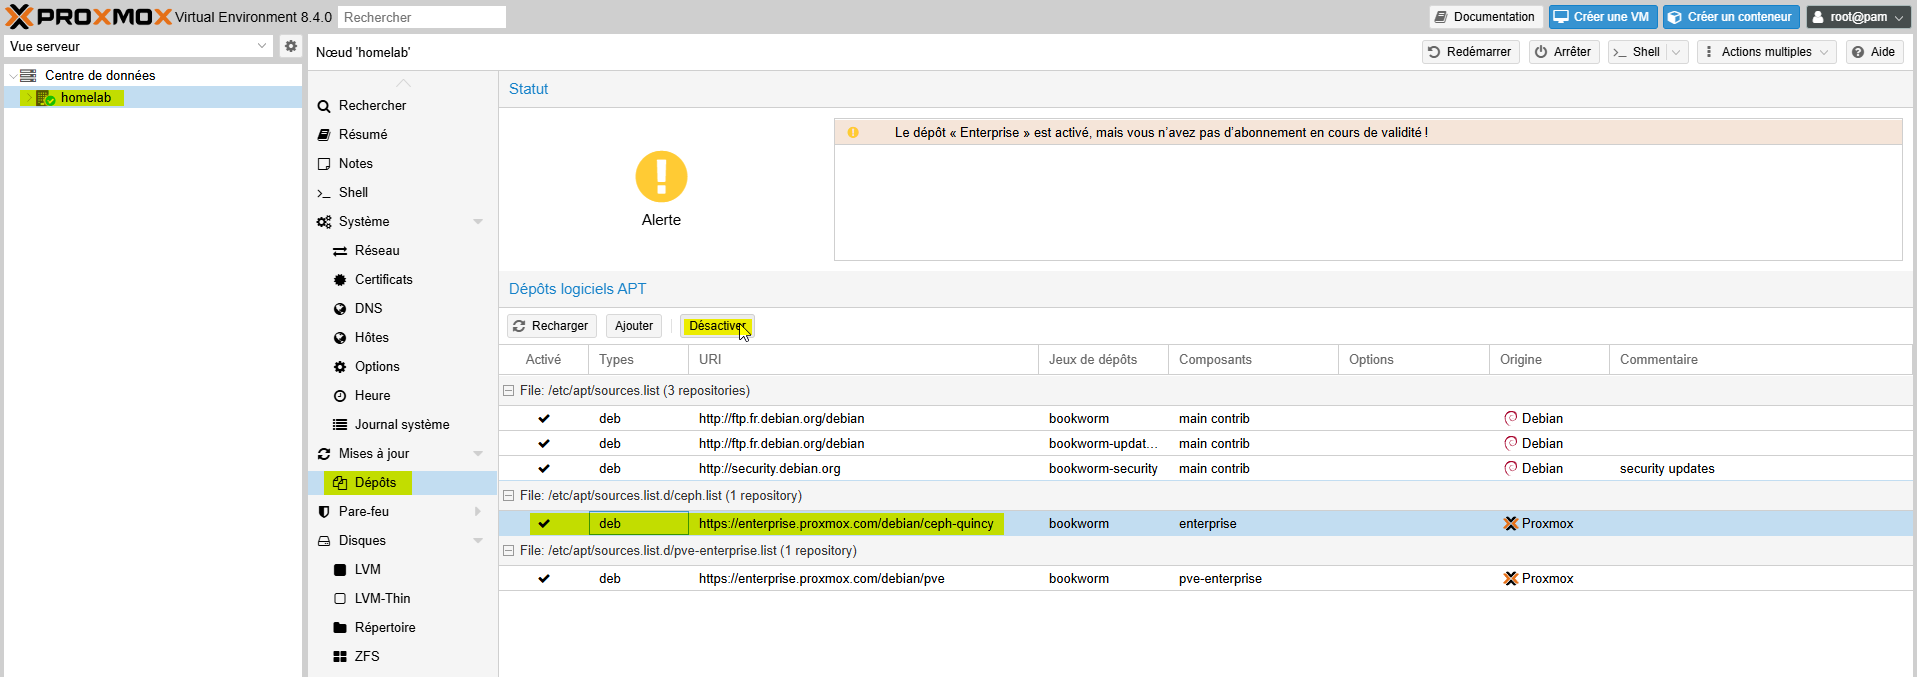 PROXMOX Virtual Environment 8.4.0 Rechercher Documentation Créer une VM Créer un conteneur root@pam
Vue serveur
Nœud 'homelab' Redémarrer Arrêter Shell Actions multiples Aide
Centre de données
homelab
Rechercher
Résumé
Notes
Shell
Système
Réseau
Certificats
DNS
Hôtes
Options
Heure
Journal système
Mises à jour
Dépôts
Pare-feu
Disques
LVM
LVM-Thin
Répertoire
ZFS
Statut
Alerte
Le dépôt « Enterprise » est activé, mais vous n’avez pas d’abonnement en cours de validité !
Dépôts logiciels APT
Recharger Ajouter Désactiver
Activé Types URI Jeux de dépôts Composants Options Origine Commentaire
File: /etc/apt/sources.list (3 repositories)
deb http://ftp.fr.debian.org/debian bookworm main contrib Debian
deb http://ftp.fr.debian.org/debian bookworm-updat… main contrib Debian
deb http://security.debian.org bookworm-security main contrib Debian security updates
File: /etc/apt/sources.list.d/ceph.list (1 repository)
deb https://enterprise.proxmox.com/debian/ceph-quincy bookworm enterprise Proxmox
File: /etc/apt/sources.list.d/pve-enterprise.list (1 repository)
deb https://enterprise.proxmox.com/debian/pve bookworm pve-enterprise Proxmox